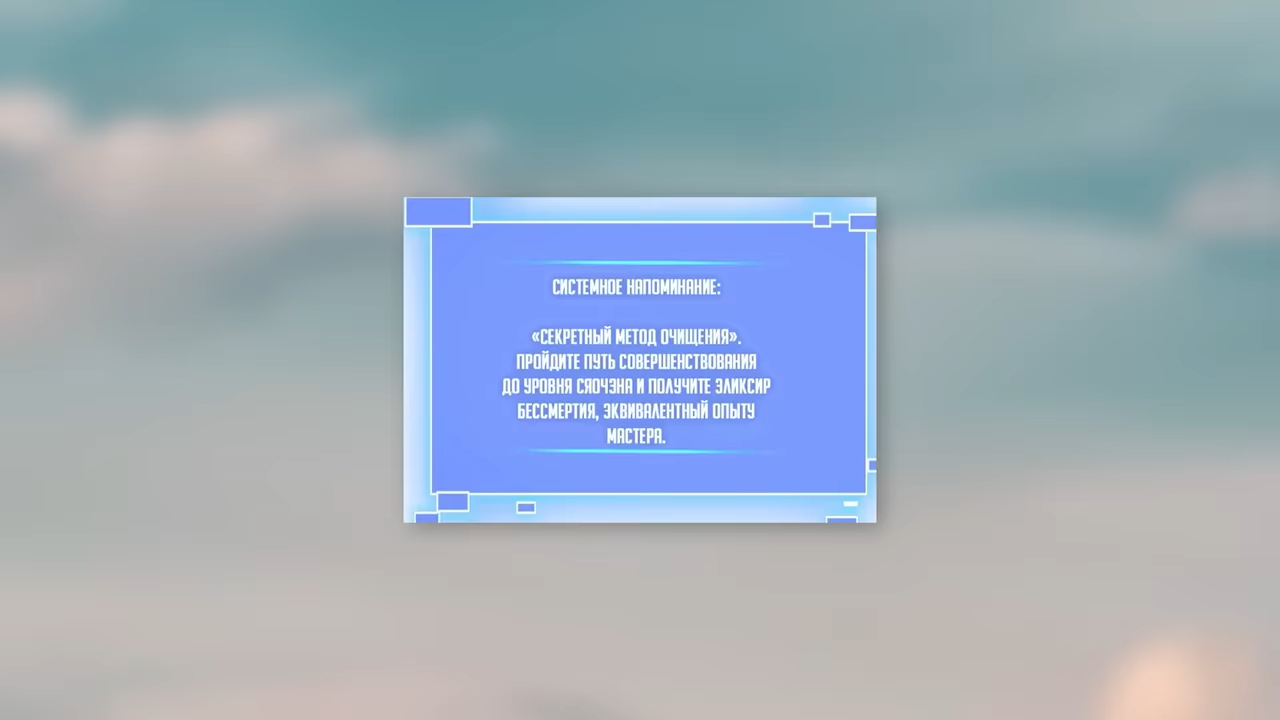 СИСТЕМНОЕ НАПОМИНАНИЕ:
«СЕКРЕТНЫЙ МЕТОД ОЧИЩЕНИЯ».
ПРОЙДИТЕ ПУТЬ СОВЕРШЕНСТВОВАНИЯ
ДО УРОВНЯ СЯОЧЭНА И ПОЛУЧИТЕ ЭЛИКСИР
БЕССМЕРТИЯ, ЭКВИВАЛЕНТНЫЙ ОПЫТУ
МАСТЕРА.